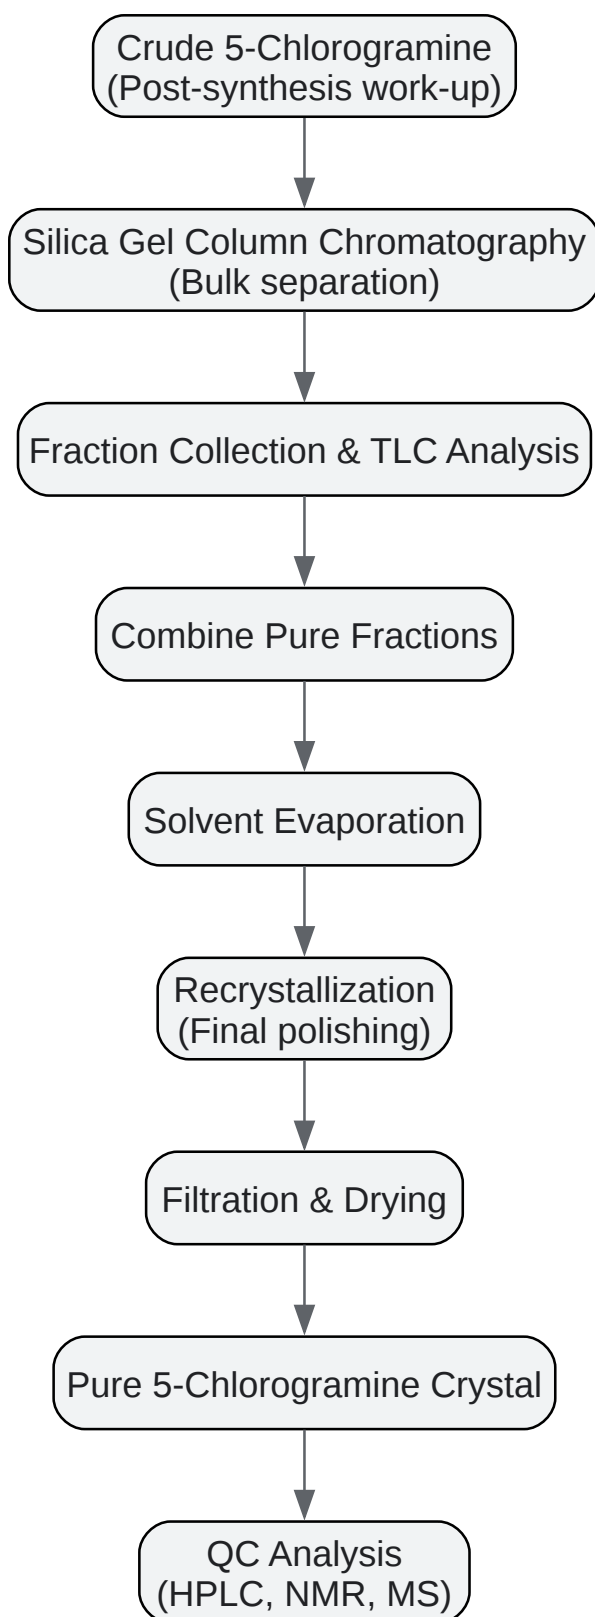 Crude 5-Chlorogramine
(Post-synthesis work-up)
Silica Gel Column Chromatography
(Bulk separation)
Fraction Collection & TLC Analysis
Combine Pure Fractions
Solvent Evaporation
Recrystallization
(Final polishing)
Filtration & Drying
Pure 5-Chlorogramine Crystal
QC Analysis
(HPLC, NMR, MS)